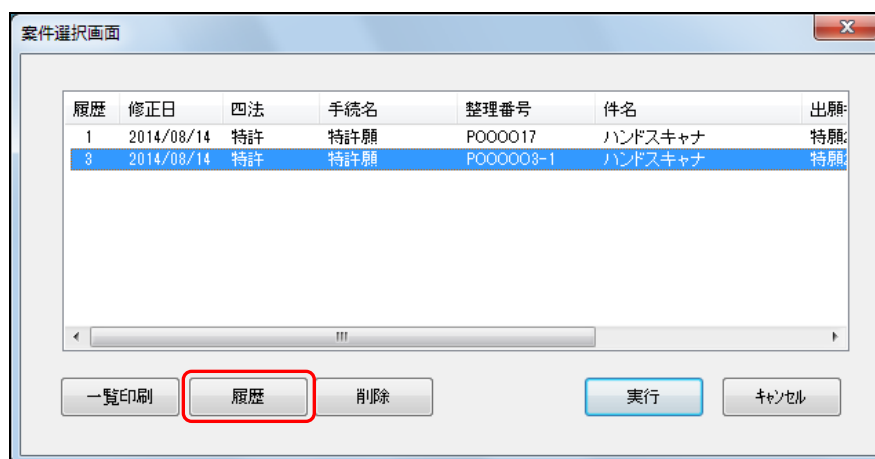 案件選択画面
履歴 修正日 四法 手続名 整理番号 件名 出願
1 2014/08/14 特許 特許願 P000017 ハンドスキャナ 特願2
3 2014/08/14 特許 特許願 P000003-1 ハンドスキャナ 特願2
一覧印刷 履歴 削除 実行 キャンセル